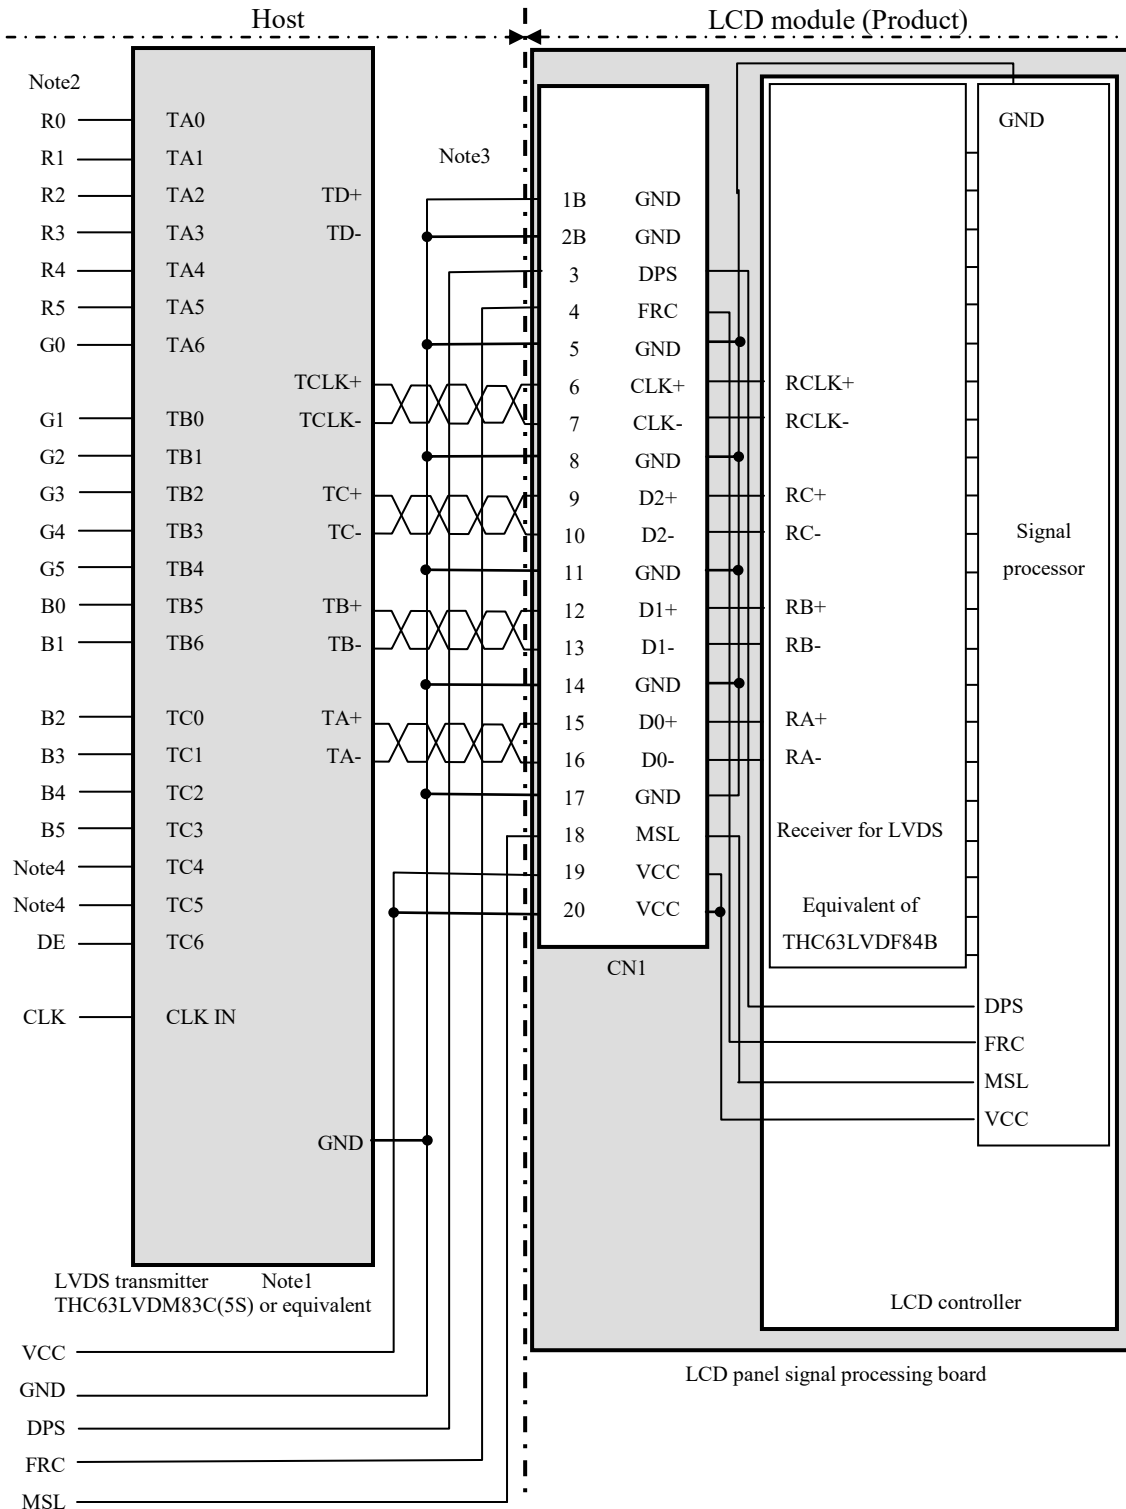 Host
LCD module (Product)
Note2
R0 TA0
R1 TA1
R2 TA2 TD+
R3 TA3 TD-
R4 TA4
R5 TA5
G0 TA6
TCLK+
G1 TB0 TCLK-
G2 TB1
G3 TB2 TC+
G4 TB3 TC-
G5 TB4
B0 TB5 TB+
B1 TB6 TB-
B2 TC0 TA+
B3 TC1 TA-
B4 TC2
B5 TC3
Note4 TC4
Note4 TC5
DE TC6
CLK CLK IN
GND
LVDS transmitter Note1
THC63LVDM83C(5S) or equivalent
VCC
GND
DPS
FRC
MSL
Note3
1B GND
2B GND
3 DPS
4 FRC
5 GND
6 CLK+
7 CLK-
8 GND
9 D2+
10 D2-
11 GND
12 D1+
13 D1-
14 GND
15 D0+
16 D0-
17 GND
18 MSL
19 VCC
20 VCC
CN1
RCLK+
RCLK-
RC+
RC-
RB+
RB-
RA+
RA-
Receiver for LVDS
Equivalent of
THC63LVDF84B
GND
Signal
processor
DPS
FRC
MSL
VCC
LCD controller
LCD panel signal processing board